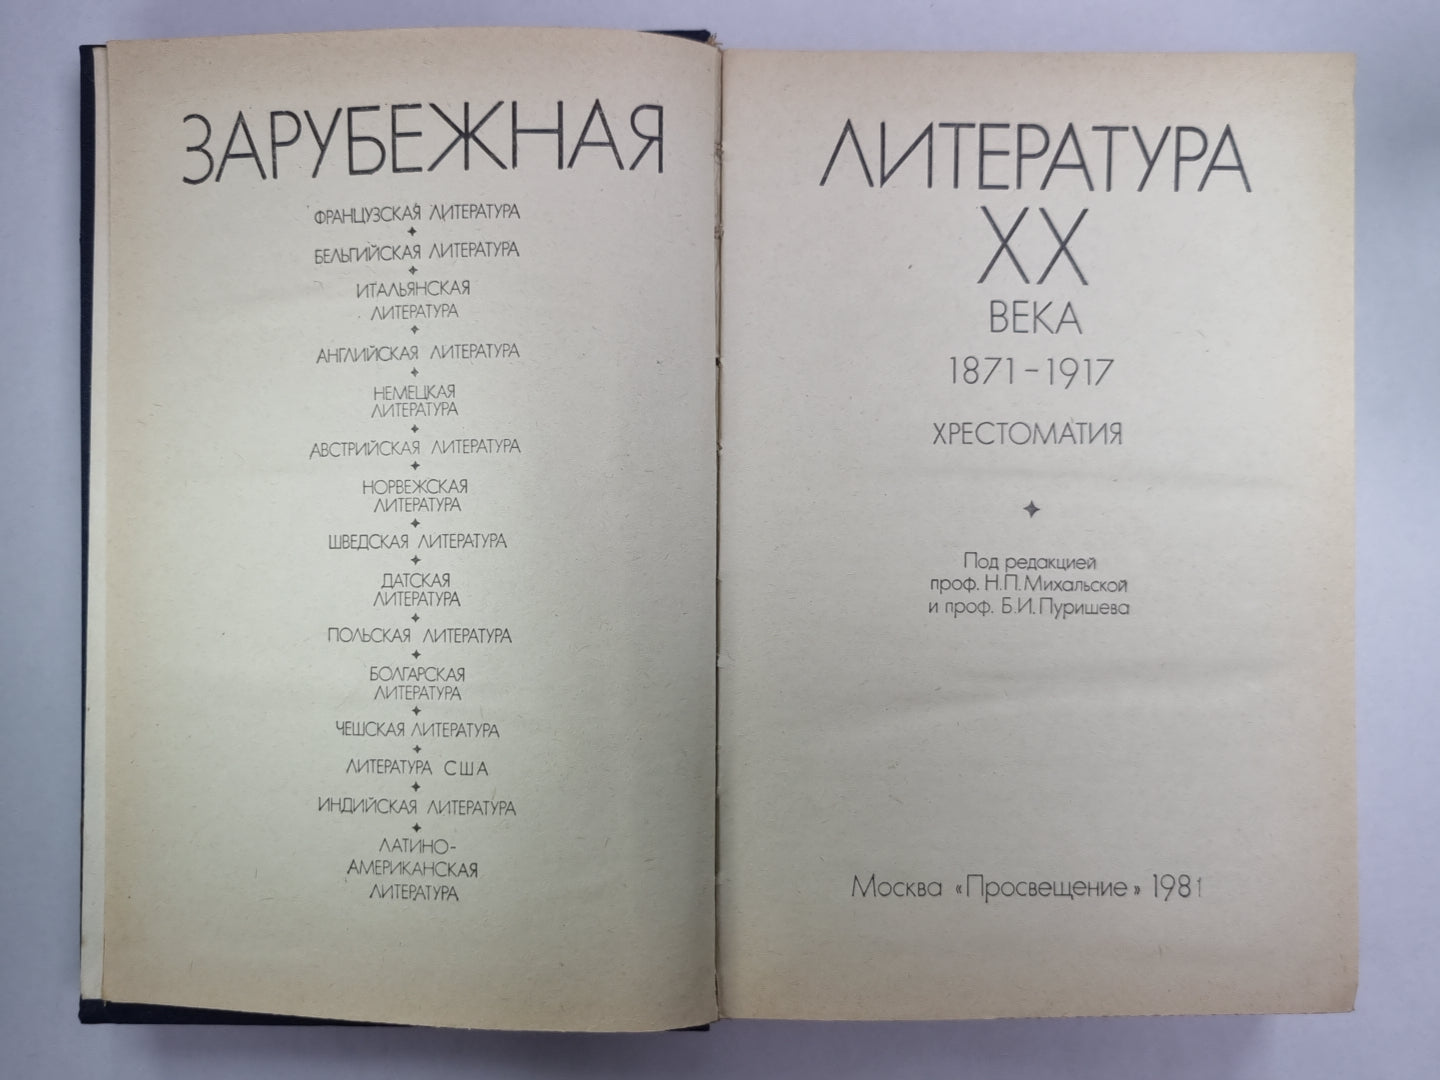 ЗАРУБЕЖНАЯ
ФРАНЦУЗСКАЯ ЛИТЕРАТУРА
БЕЛЬГИЙСКАЯ ЛИТЕРАТУРА
ИТАЛЬЯНСКАЯ
ЛИТЕРАТУРА
АНГЛИЙСКАЯ ЛИТЕРАТУРА
НЕМЕЦКАЯ
ЛИТЕРАТУРА
АВСТРИЙСКАЯ ЛИТЕРАТУРА
НОРВЕЖСКАЯ
ЛИТЕРАТУРА
ШВЕДСКАЯ ЛИТЕРАТУРА
ДАТСКАЯ
ЛИТЕРАТУРА
ПОЛЬСКАЯ ЛИТЕРАТУРА
БОЛГАРСКАЯ
ЛИТЕРАТУРА
ЧЕШСКАЯ ЛИТЕРАТУРА
ЛИТЕРАТУРА США
ИНДИЙСКАЯ ЛИТЕРАТУРА
ЛАТИНО-
АМЕРИКАНСКАЯ
ЛИТЕРАТУРА
ЛИТЕРАТУРА
XX
ВЕКА
1871-1917
ХРЕСТОМАТИЯ
Под редакцией
проф. Н.П.Михальской
и проф. Б.И.Пуришева
Москва «Просвещение» 1981